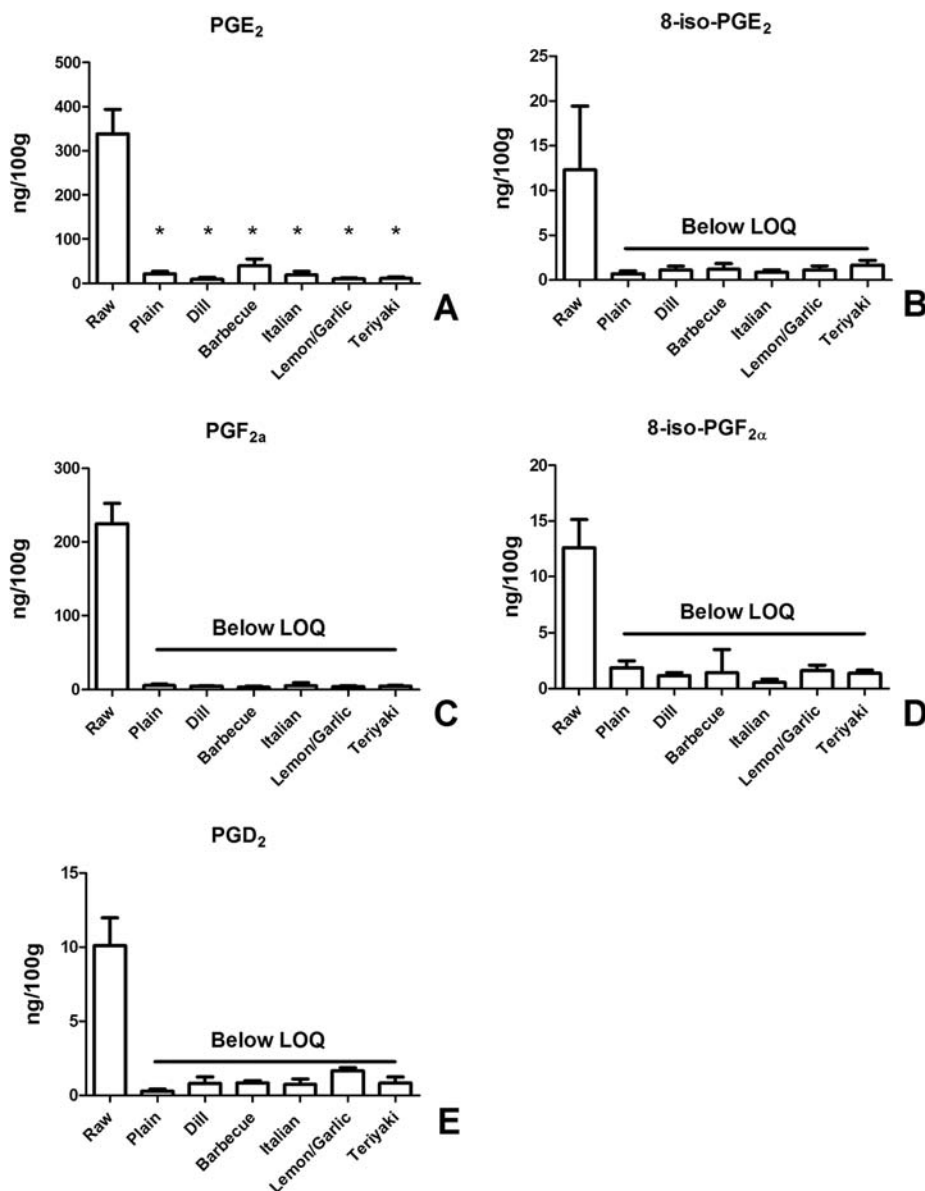 PGE2
500
400
300
200
100
0
ng/100g
* * * * * *
Raw
Plain
Dill
Barbecue
Italian
Lemon/Garlic
Teriyaki
A
8-iso-PGE2
25
20
15
10
5
0
ng/100g
Below LOQ
Raw
Plain
Dill
Barbecue
Italian
Lemon/Garlic
Teriyaki
B
PGF2a
300
200
100
0
ng/100g
Below LOQ
Raw
Plain
Dill
Barbecue
Italian
Lemon/Garlic
Teriyaki
C
8-iso-PGF2α
20
15
10
5
0
ng/100g
Below LOQ
Raw
Plain
Dill
Barbecue
Italian
Lemon/Garlic
Teriyaki
D
PGD2
15
10
5
0
ng/100g
Below LOQ
Raw
Plain
Dill
Barbecue
Italian
Lemon/Garlic
Teriyaki
E